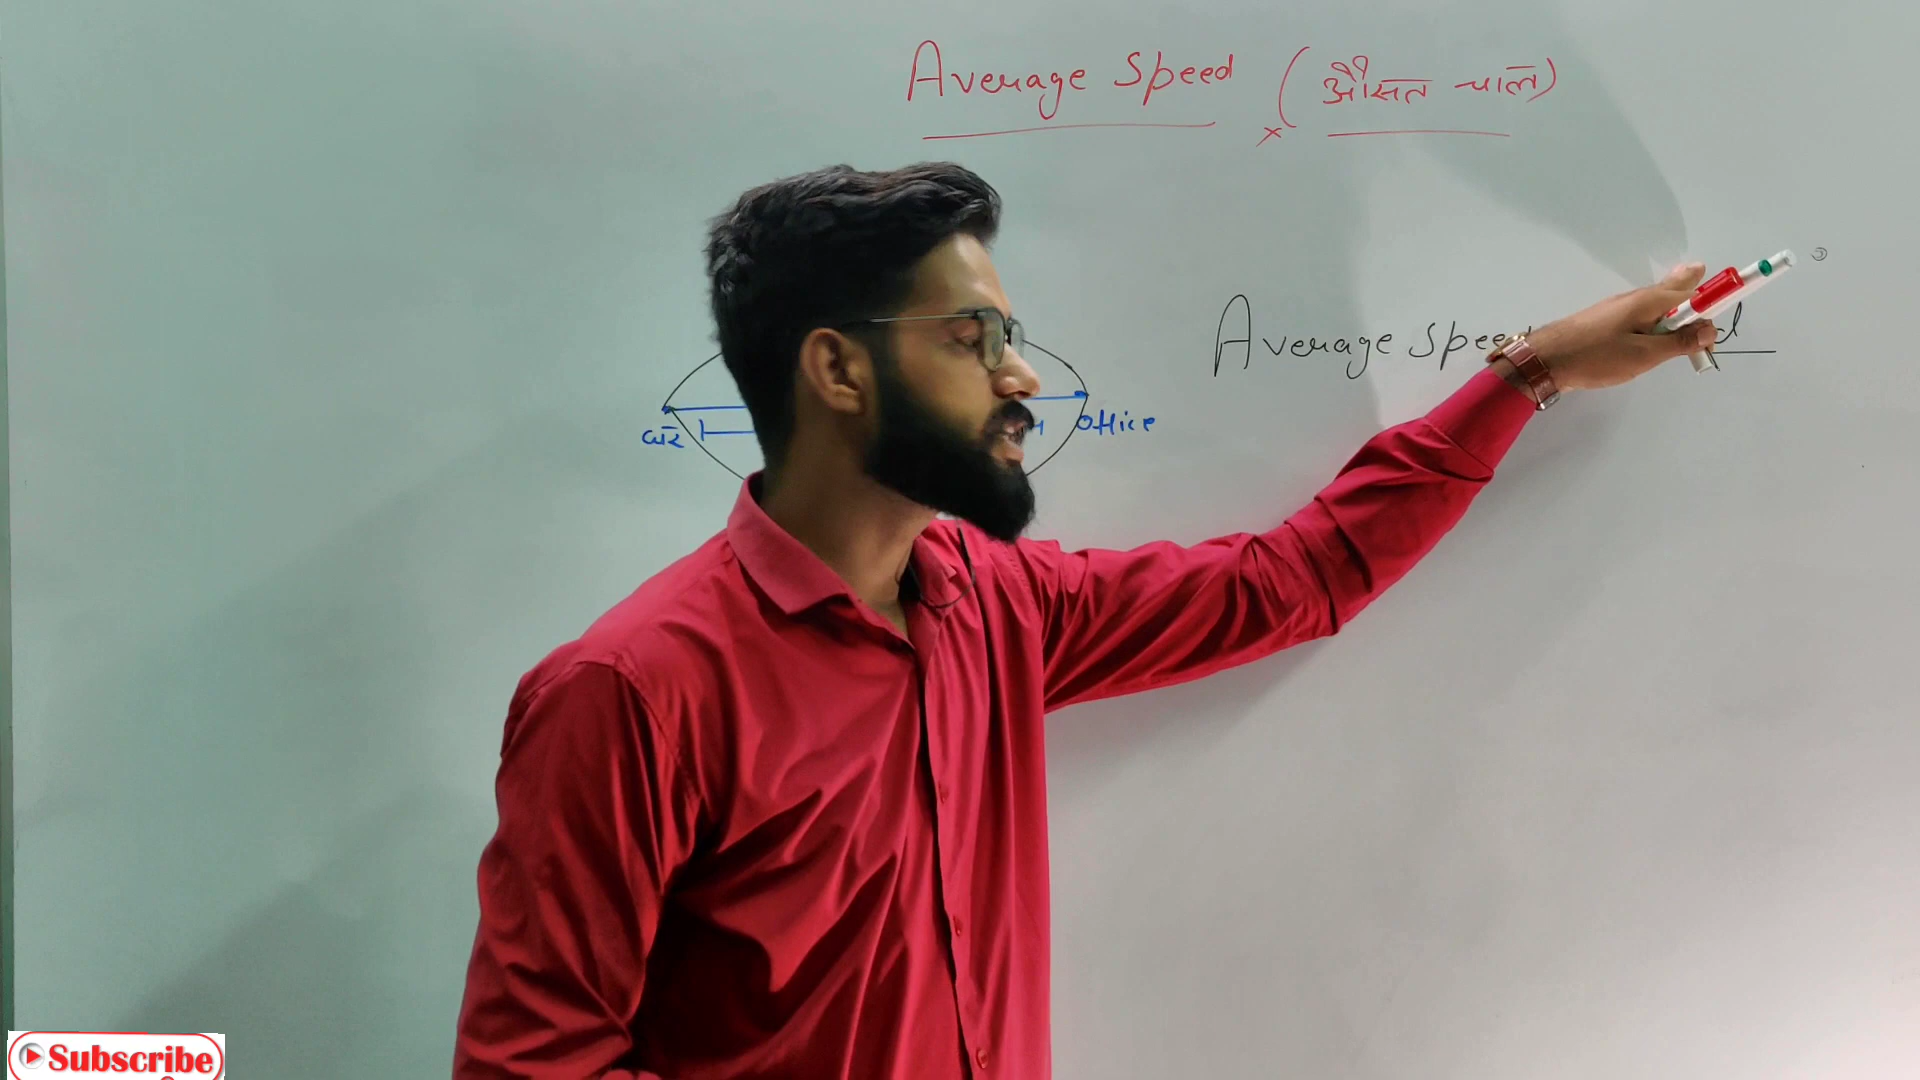 Average Speed (औसत चाल)
Average Speed
घर
Office
Subscribe